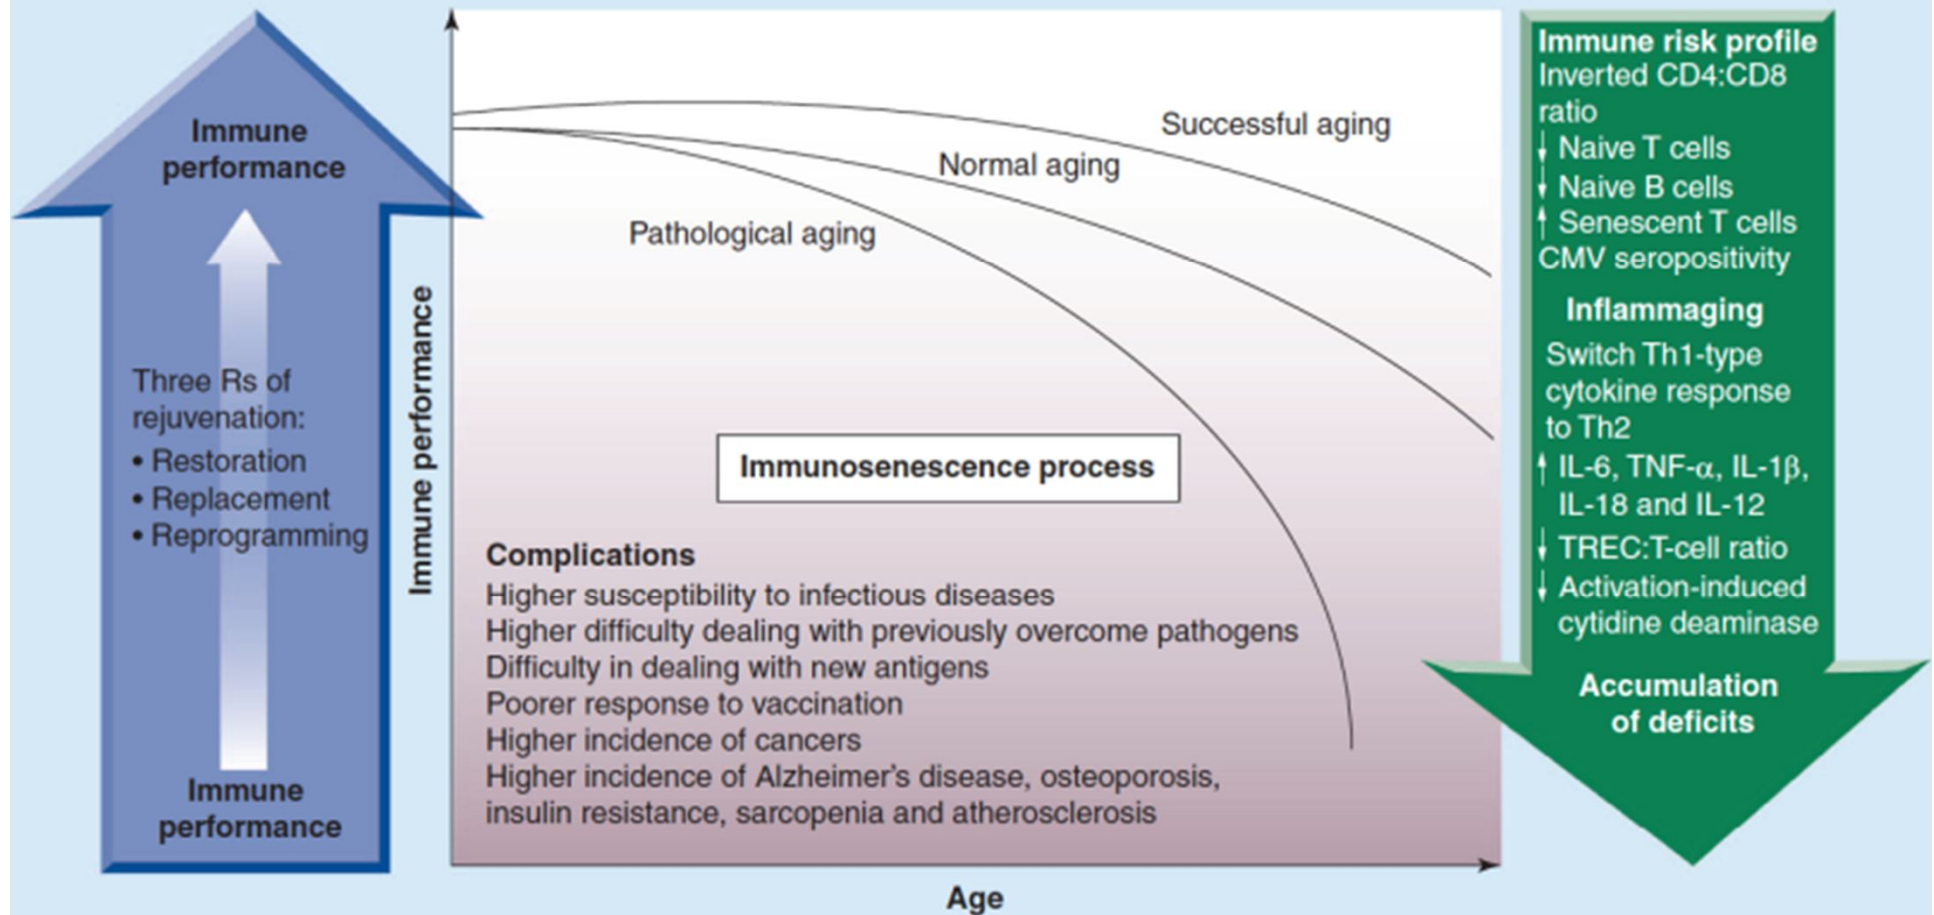 Immune
performance
Three Rs of
rejuvenation:
• Restoration
• Replacement
• Reprogramming
Immune
performance
Immune performance
Successful aging
Normal aging
Pathological aging
Immunosenescence process
Complications
Higher susceptibility to infectious diseases
Higher difficulty dealing with previously overcome pathogens
Difficulty in dealing with new antigens
Poorer response to vaccination
Higher incidence of cancers
Higher incidence of Alzheimer's disease, osteoporosis,
insulin resistance, sarcopenia and atherosclerosis
Age
Immune risk profile
Inverted CD4:CD8
ratio
↓ Naive T cells
↓ Naive B cells
↑ Senescent T cells
CMV seropositivity
Inflammaging
Switch Th1-type
cytokine response
to Th2
↑ IL-6, TNF-α, IL-1β,
IL-18 and IL-12
↓ TREC:T-cell ratio
↓ Activation-induced
cytidine deaminase
Accumulation
of deficits